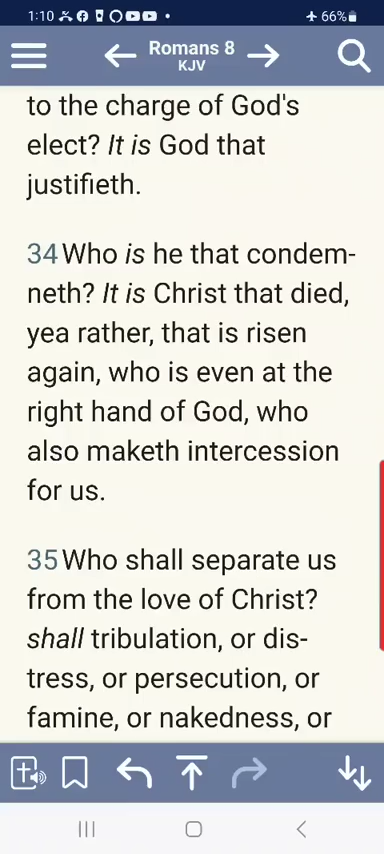 1:10
66%
Romans 8
KJV
to the charge of God's
elect? It is God that
justifieth.
34 Who is he that condem-
neth? It is Christ that died,
yea rather, that is risen
again, who is even at the
right hand of God, who
also maketh intercession
for us.
35 Who shall separate us
from the love of Christ?
shall tribulation, or dis-
tress, or persecution, or
famine, or nakedness, or